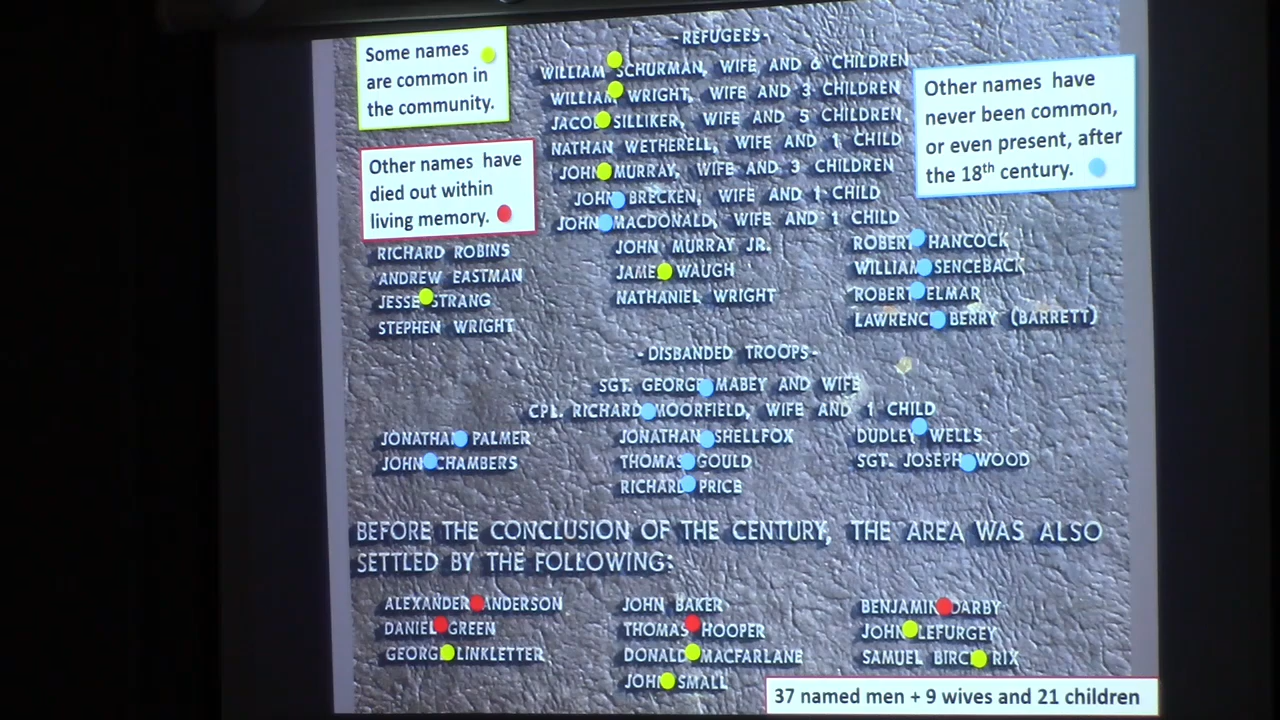 Some names
are common in
the community.
Other names have
died out within
living memory.
Other names have
never been common,
or even present, after
the 18th century.
-REFUGEES-
WILLIAM SCHURMAN, WIFE AND 6 CHILDREN
WILLIAM WRIGHT, WIFE AND 3 CHILDREN
JACOB SILLIKER, WIFE AND 5 CHILDREN
NATHAN WETHERELL, WIFE AND 1 CHILD
JOHN MURRAY, WIFE AND 3 CHILDREN
JOHN BRECKEN, WIFE AND 1 CHILD
JOHN MACDONALD, WIFE AND 1 CHILD
RICHARD ROBINS JOHN MURRAY JR. ROBERT HANCOCK
ANDREW EASTMAN JAMES WAUGH WILLIAM SENCEBACK
JESSE STRANG NATHANIEL WRIGHT ROBERT ELMAR
STEPHEN WRIGHT LAWRENCE BERRY (BARRETT)
-DISBANDED TROOPS-
SGT. GEORGE MABEY AND WIFE
CPL. RICHARD MOORFIELD, WIFE AND 1 CHILD
JONATHAN PALMER JONATHAN SHELLFOX DUDLEY WELLS
JOHN CHAMBERS THOMAS GOULD SGT. JOSEPH WOOD
RICHARD PRICE
BEFORE THE CONCLUSION OF THE CENTURY, THE AREA WAS ALSO
SETTLED BY THE FOLLOWING:
ALEXANDER ANDERSON JOHN BAKER BENJAMIN DARBY
DANIEL GREEN THOMAS HOOPER JOHN LEFURGEY
GEORGE LINKLETTER DONALD MACFARLANE SAMUEL BIRCH RIX
JOHN SMALL
37 named men + 9 wives and 21 children